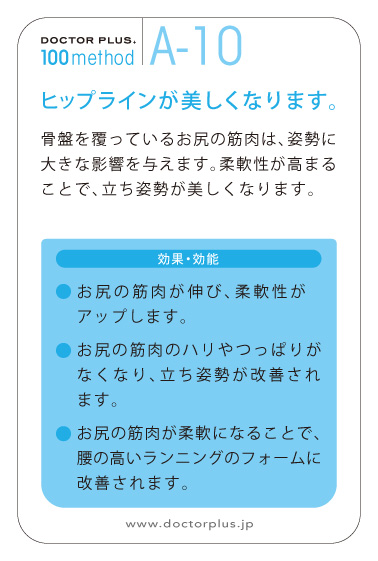 DOCTOR PLUS.
100method
A-10
ヒップラインが美しくなります。
骨盤を覆っているお尻の筋肉は、姿勢に
大きな影響を与えます。柔軟性が高まる
ことで、立ち姿勢が美しくなります。
効果・効能
お尻の筋肉が伸び、柔軟性が
アップします。
お尻の筋肉のハリやつっぱりが
なくなり、立ち姿勢が改善され
ます。
お尻の筋肉が柔軟になることで、
腰の高いランニングのフォームに
改善されます。
www.doctorplus.jp